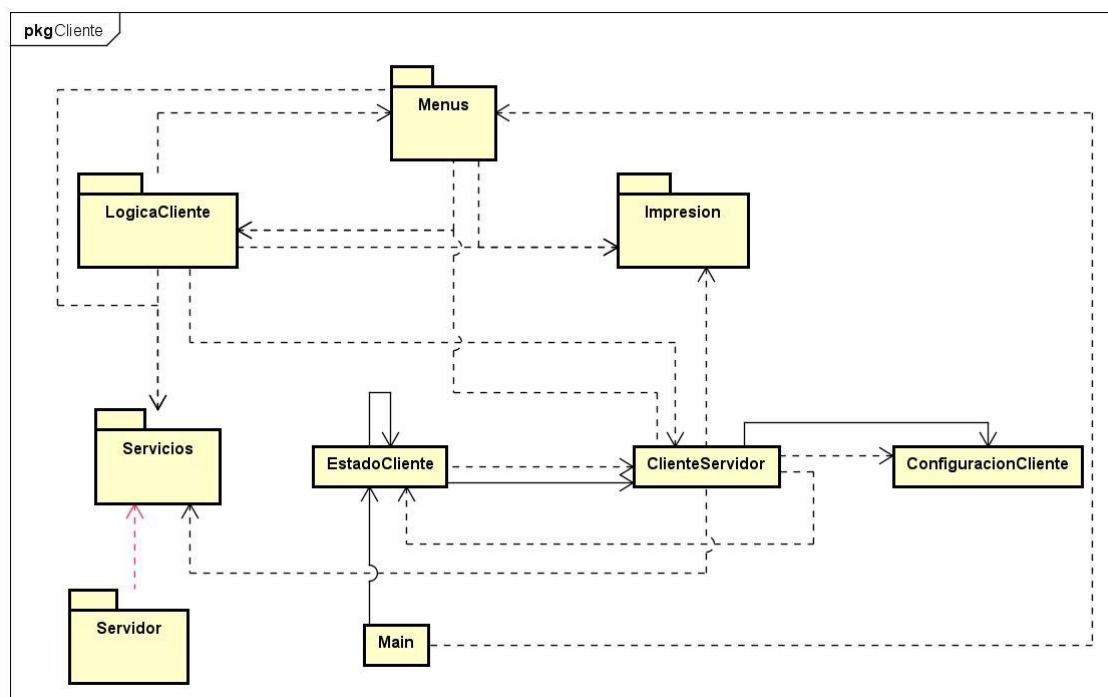 pkgCliente
Menus
LogicaCliente
Impresion
Servicios
EstadoCliente
ClienteServidor
ConfiguracionCliente
Servidor
Main